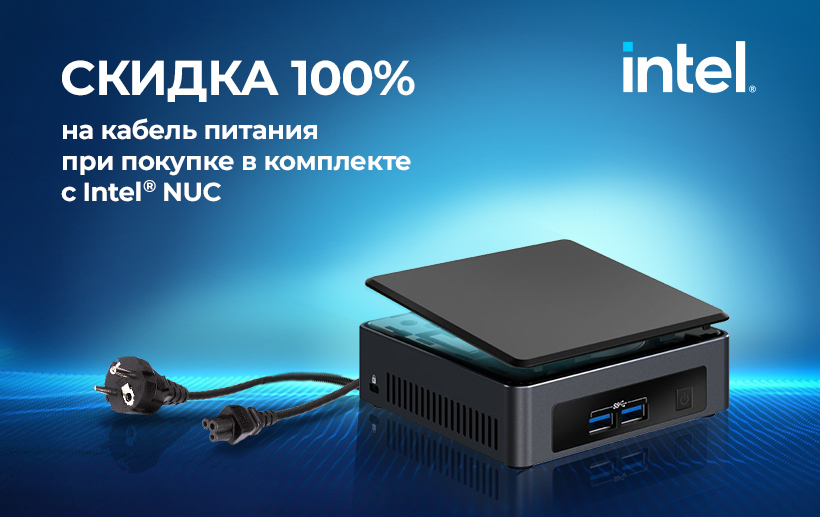 СКИДКА 100%
на кабель питания
при покупке в комплекте
с Intel® NUC
intel®